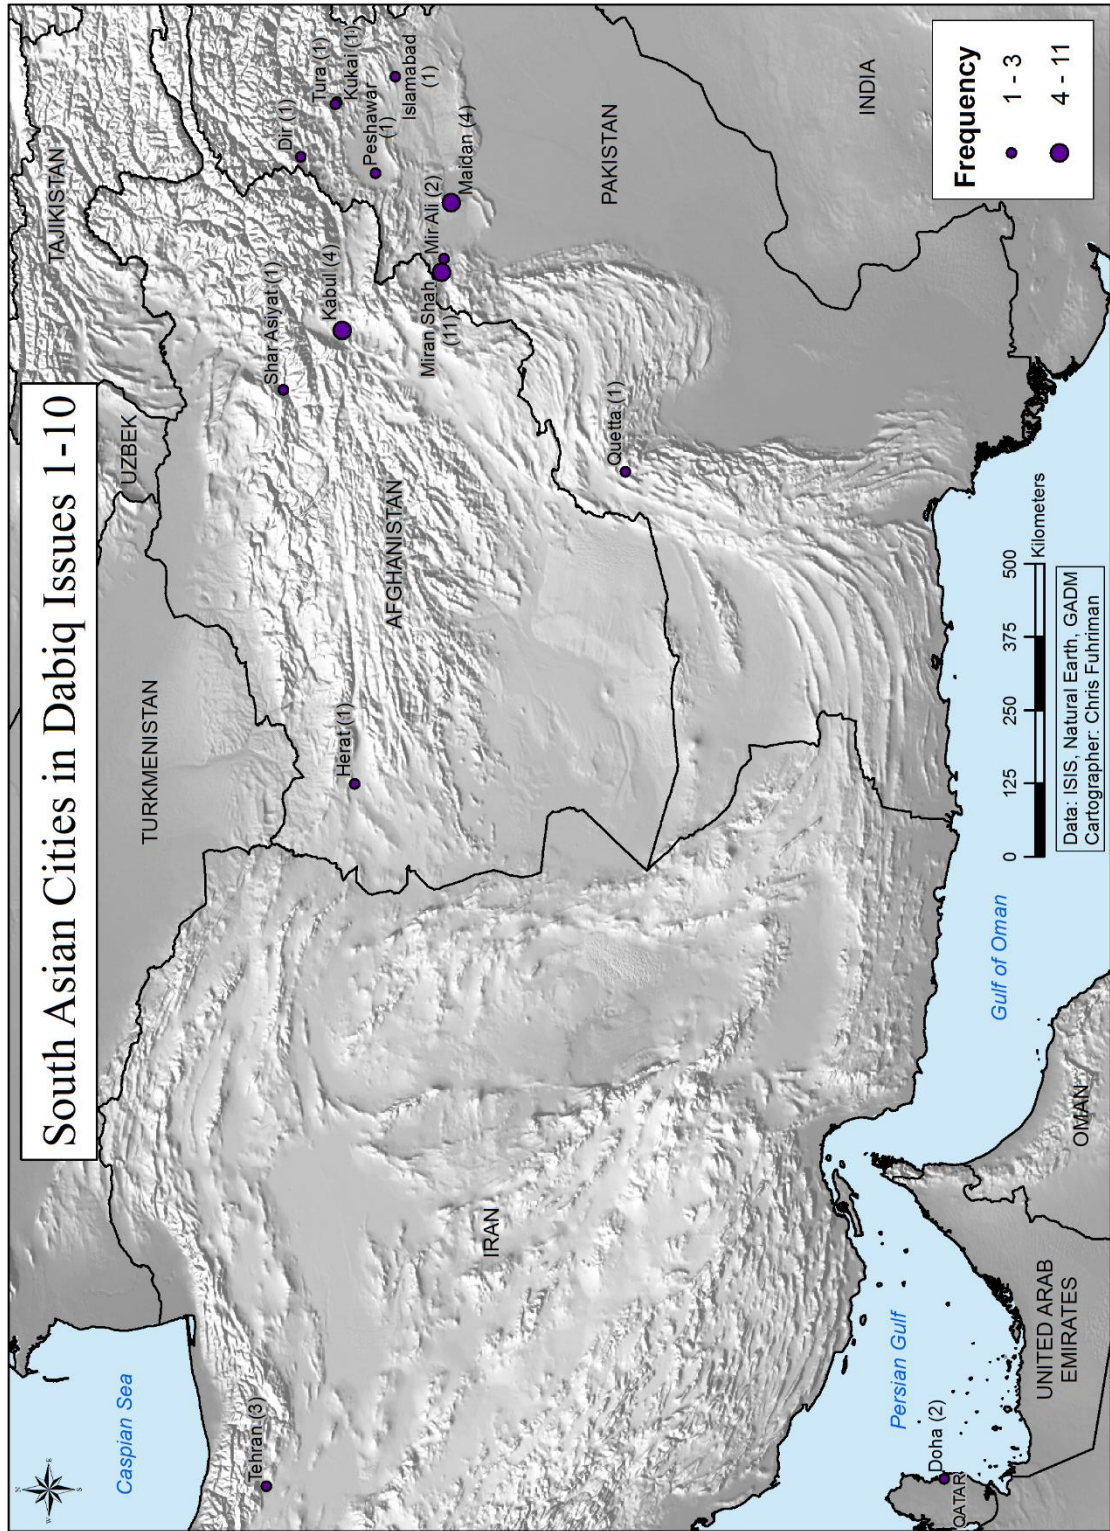 South Asian Cities in Dabiq Issues 1-10
N
W
E
S
Caspian Sea
TURKMENISTAN
UZBEK
TAJIKISTAN
Tehran (3)
Herat (1)
Shar Asiyat (1)
Kabul (4)
Dir (1)
Tura (1)
Kukai (1)
Peshawar
(1)
Islamabad
(1)
AFGHANISTAN
Miran Shah
(11)
Mir Ali (2)
Maidan (4)
IRAN
Quetta (1)
PAKISTAN
INDIA
Persian Gulf
Doha (2)
QATAR
UNITED ARAB
EMIRATES
OMAN
Gulf of Oman
0
125
250
375
500
Kilometers
Data: ISIS, Natural Earth, GADM
Cartographer: Chris Fuhriman
Frequency
1 - 3
4 - 11